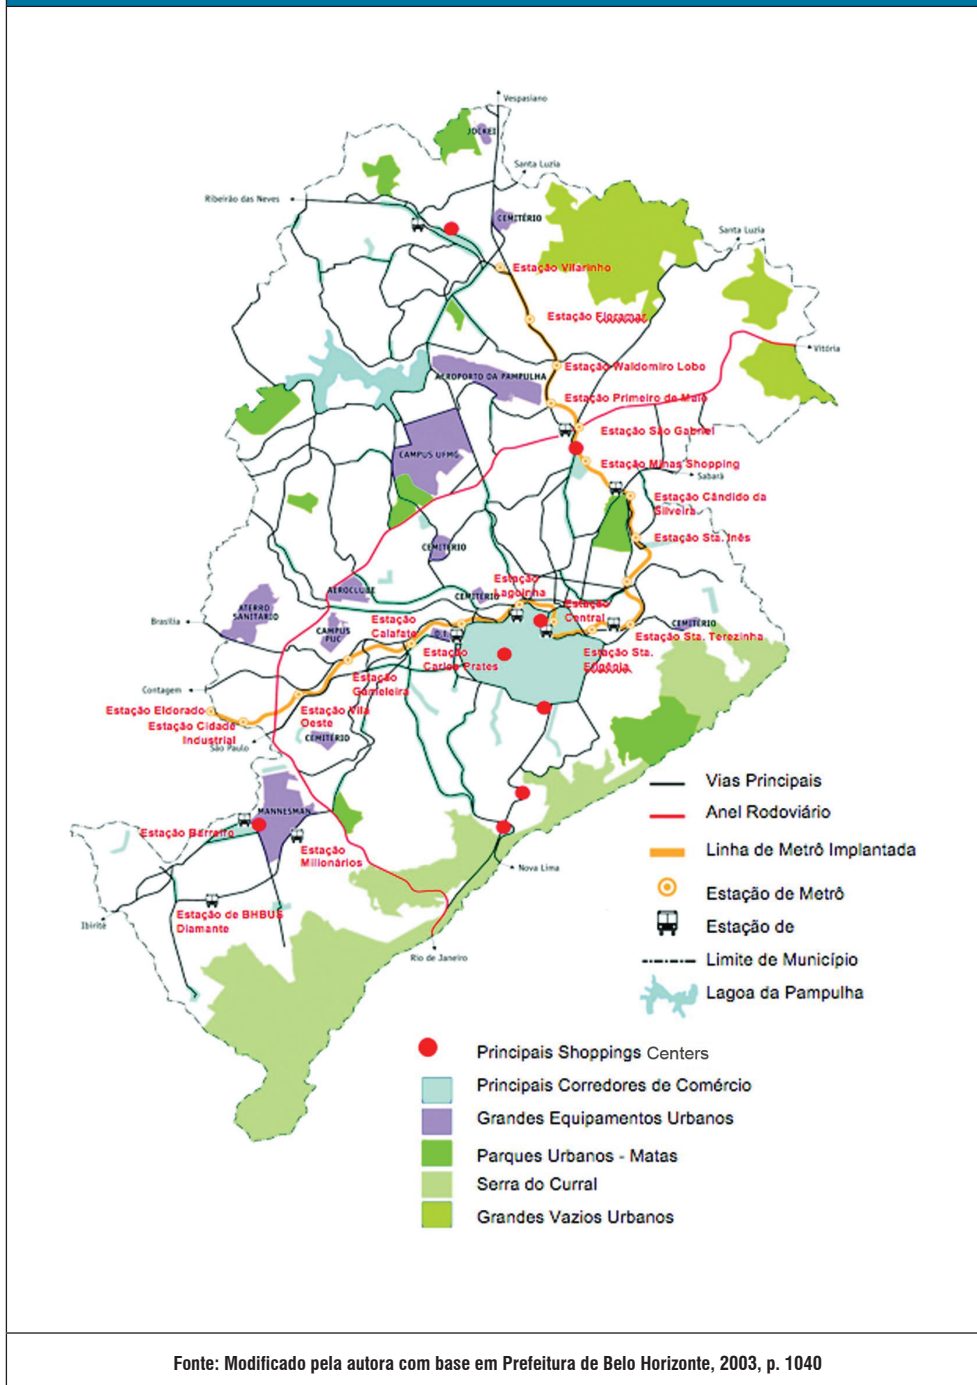 Vespasiano
JOCKEI
Santa Luzia
Ribeirão das Neves
CEMITÉRIO
Santa Luzia
Estação Vilarinho
Estação Floramar
Vitória
Estação Waldomiro Lobo
AEROPORTO DA PAMPULHA
Estação Primeiro de Maio
Estação São Gabriel
CAMPUS UFMG
Estação Minas Shopping
Sabará
Estação Cândido da
Silveira
Estação Sta. Inês
CEMITÉRIO
Estação
Lagoinha
AEROCLUBE
CEMITÉRIO
Estação
Central
ATERRO
SANITÁRIO
Brasília
CAMPUS
PUC
Estação
Calafate
CEMITÉRIO
Estação Sta. Terezinha
Estação
Carlos Prates
Estação Sta.
Efigênia
Estação
Gameleira
Contagem
Estação Eldorado
Estação Vila
Oeste
Estação Cidade
Industrial
São Paulo
CEMITÉRIO
MANNESMAN
Estação Barreiro
Estação
Milionários
Nova Lima
Estação de BHBUS
Diamante
Ibirité
Rio de Janeiro
Vias Principais
Anel Rodoviário
Linha de Metrô Implantada
Estação de Metrô
Estação de
Limite de Município
Lagoa da Pampulha
Principais Shoppings Centers
Principais Corredores de Comércio
Grandes Equipamentos Urbanos
Parques Urbanos - Matas
Serra do Curral
Grandes Vazios Urbanos
Fonte: Modificado pela autora com base em Prefeitura de Belo Horizonte, 2003, p. 1040